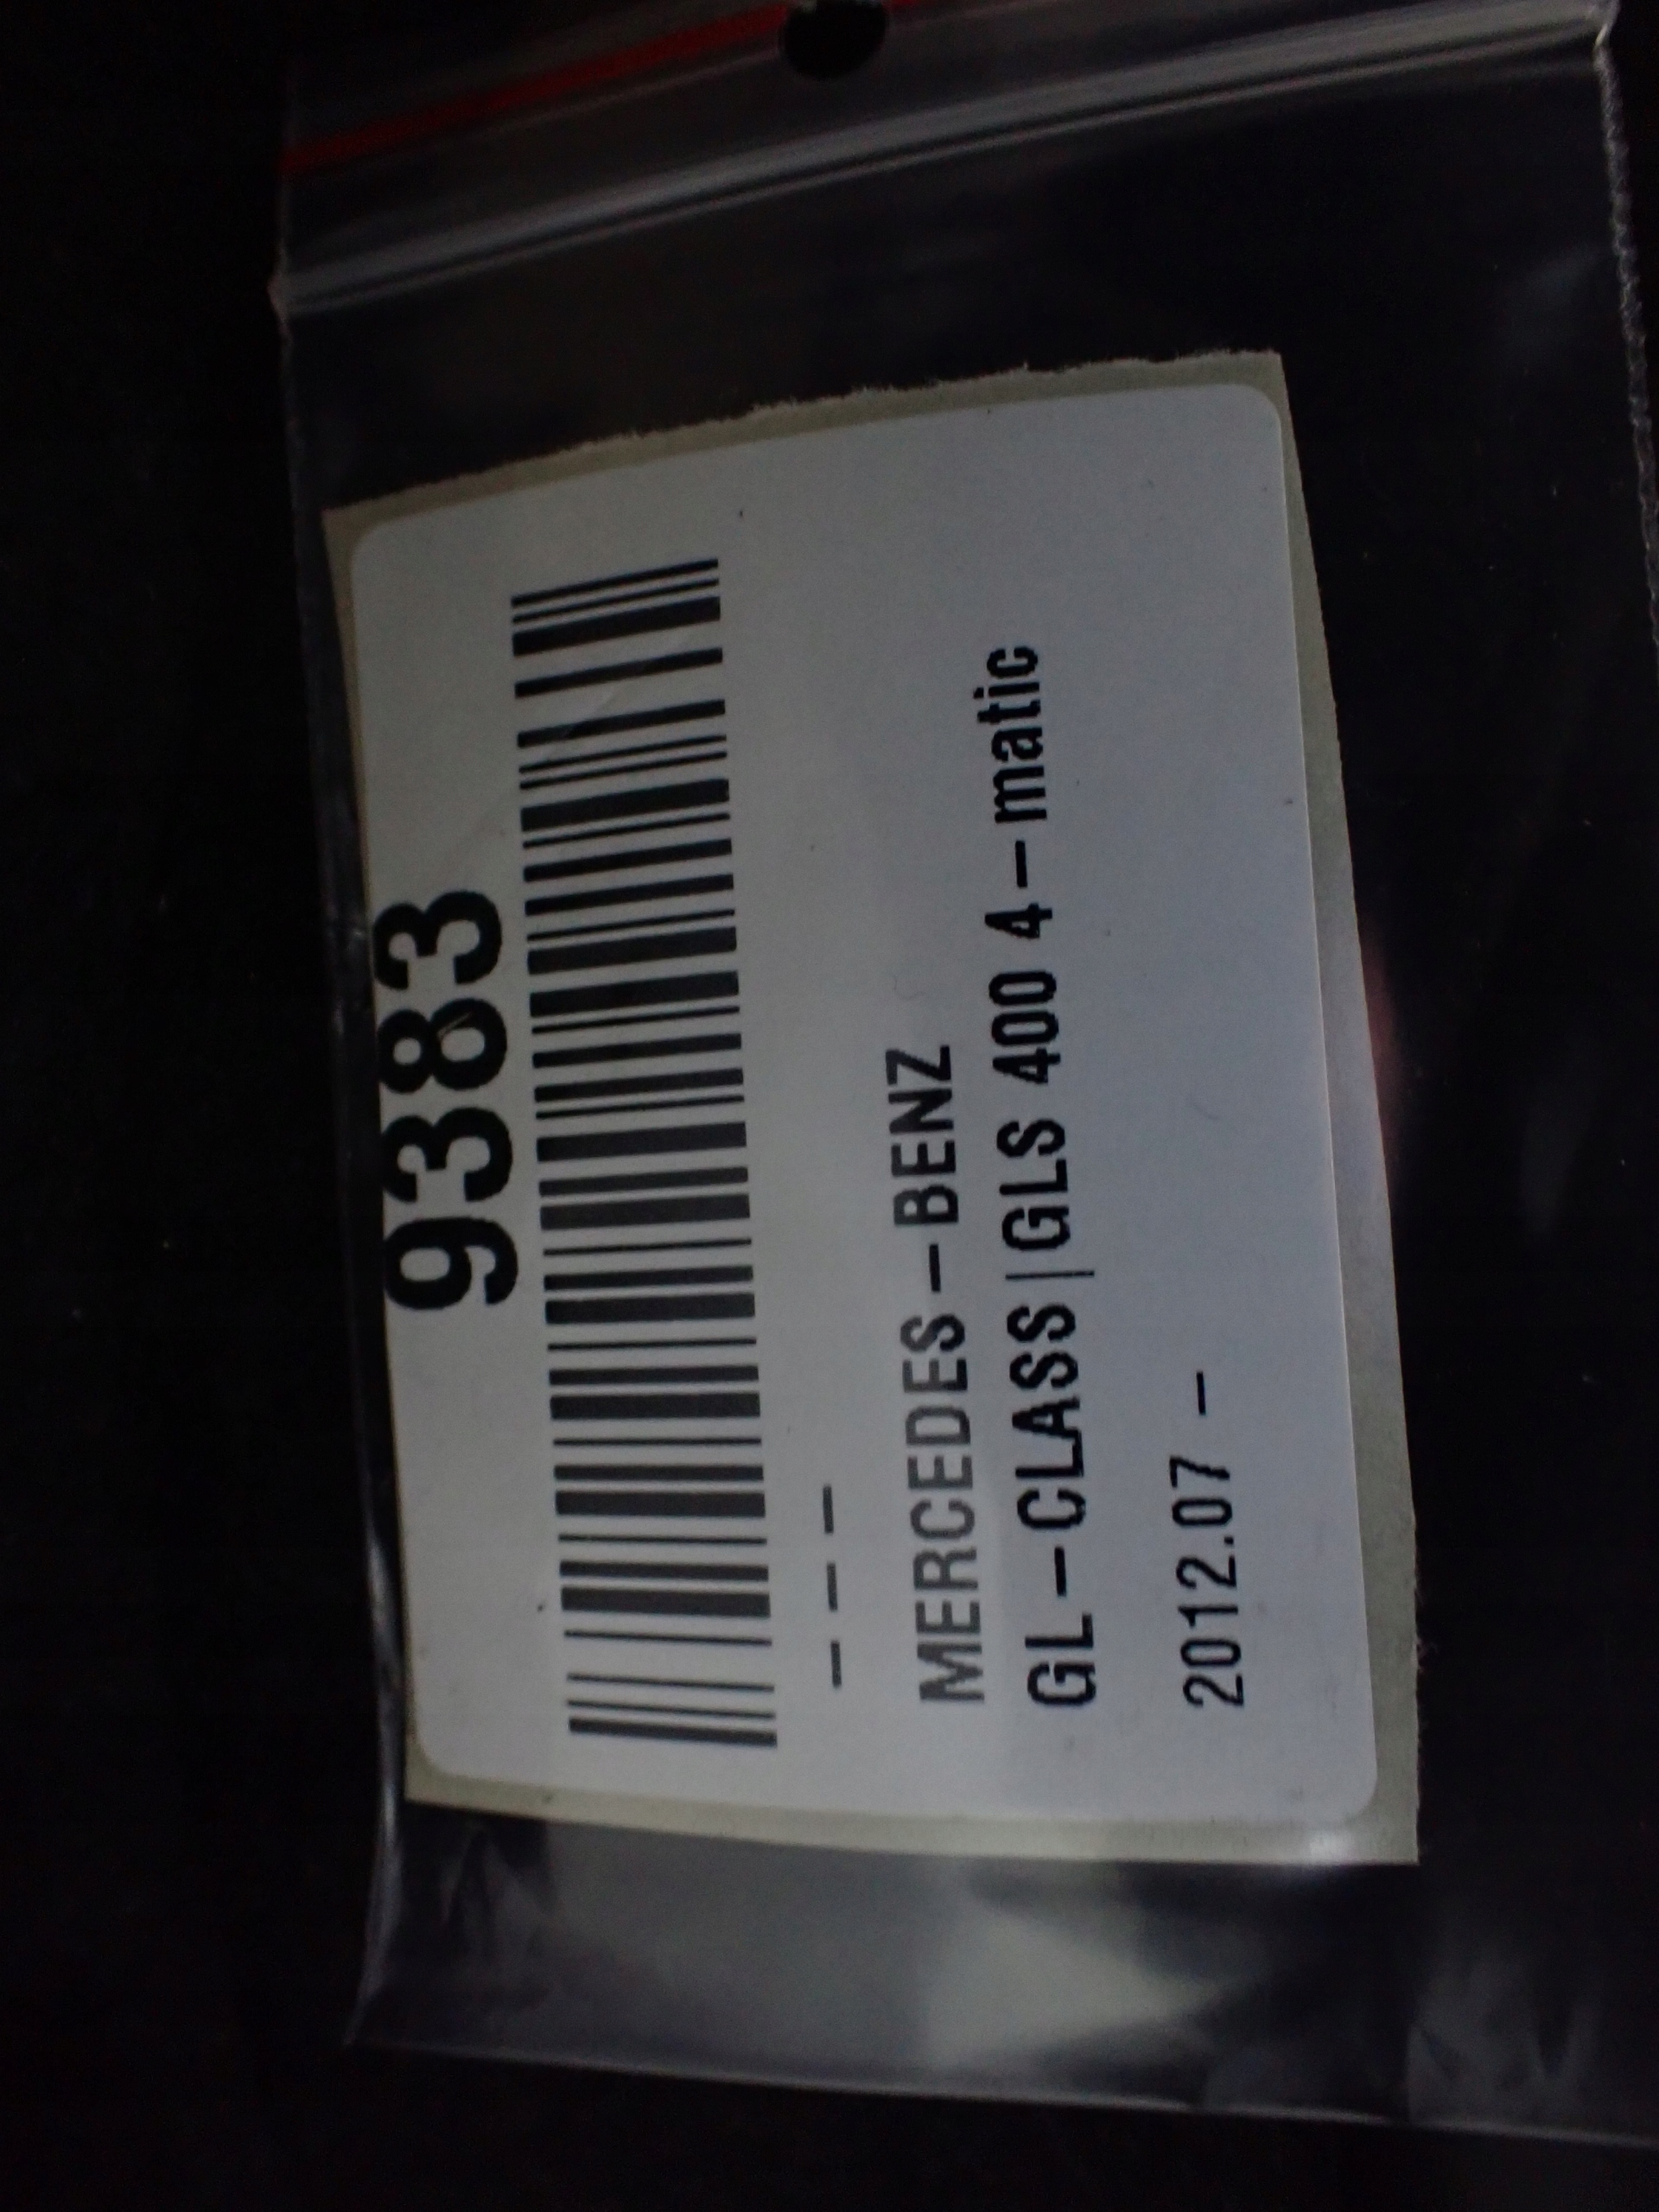 9383
- - -
MERCEDES-BENZ
GL-CLASS|GLS 400 4-matic
2012.07 -